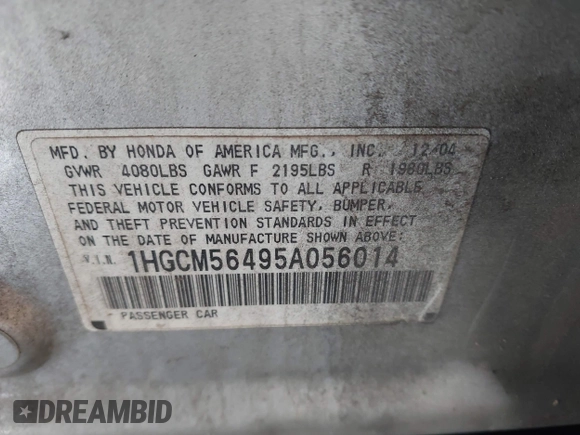 MFD. BY HONDA OF AMERICA MFG., INC. 12/04
GVWR 4080LBS GAWR F 2195LBS R 1980LBS
THIS VEHICLE CONFORMS TO ALL APPLICABLE
FEDERAL MOTOR VEHICLE SAFETY, BUMPER,
AND THEFT PREVENTION STANDARDS IN EFFECT
ON THE DATE OF MANUFACTURE SHOWN ABOVE:
V.I.N. 1HGCM56495A056014
PASSENGER CAR
DREAMBID